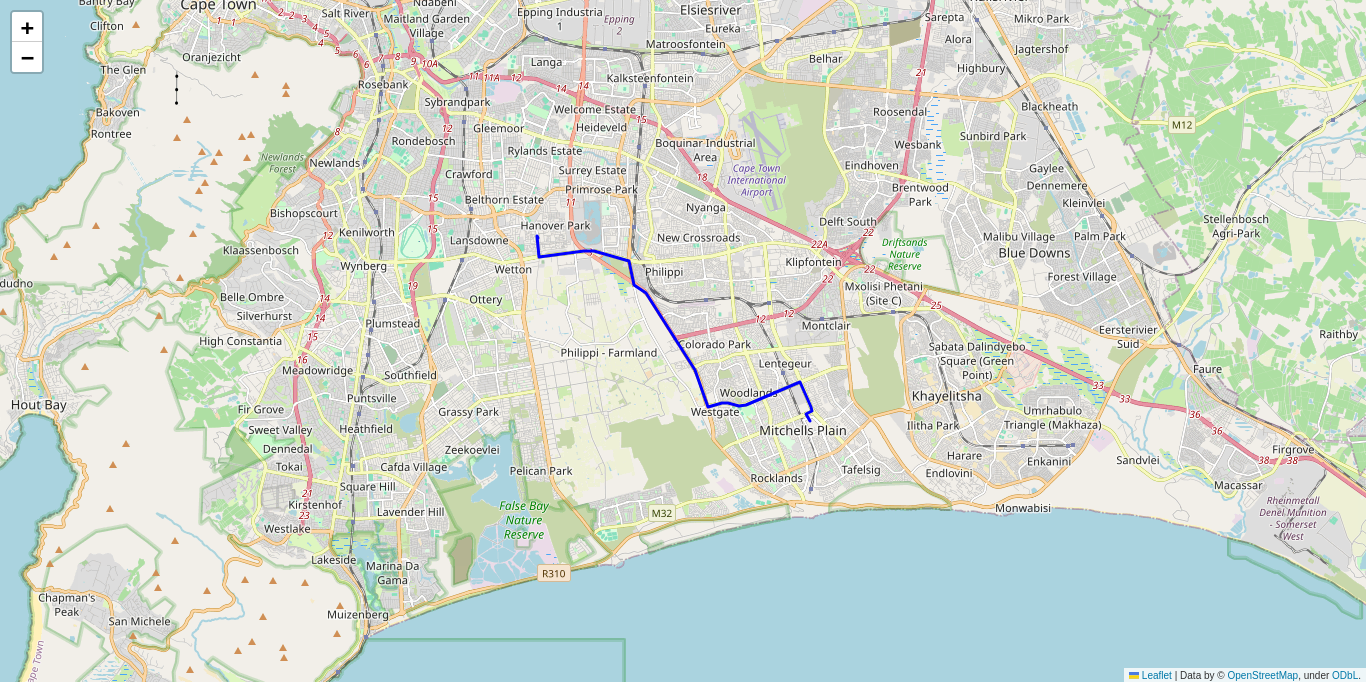 Cape Town
Clifton
Salt River
Ndabeni
Maitland Garden
Village
Epping Industria
1
Epping
2
Elsiesriver
Eureka
Matroosfontein
Sarepta
Mikro Park
Alora
Jagtershof
Highbury
Belhar
The Glen
Oranjezicht
Langa
Kalksteenfontein
Rosebank
Sybrandpark
Welcome Estate
Heideveld
Gleemoor
Bakoven
Rontree
Rondebosch
Rylands Estate
Boquinar Industrial
Area
Roosendal
Blackheath
Wesbank
Sunbird Park
M12
Newlands
Newlands
Forest
Crawford
Surrey Estate
Primrose Park
Cape Town
International
Airport
Eindhoven
Gaylee
Dennemere
Brentwood
Park
Kleinvlei
Belthorn Estate
Bishopscourt
Nyanga
Hanover Park
Delft South
Stellenbosch
Agri-Park
Kenilworth
Lansdowne
New Crossroads
Malibu Village
Palm Park
Klaassenbosch
Driftsands
- Nature
Reserve
Blue Downs
Wynberg
Wetton
Philippi
Klipfontein
Forest Village
Belle Ombre
Ottery
Mxolisi Phetani
(Site C)
Silverhurst
Plumstead
Montclair
Eersterivier
Suid
Raithby
High Constantia
Colorado Park
Sabata Dalindyebo
Square (Green
Point)
Philippi - Farmland
Lentegeur
Meadowridge
Southfield
Faure
Puntsville
Woodlands
Khayelitsha
Hout Bay
Fir Grove
Grassy Park
Westgate
Umrhabulo
Triangle (Makhaza)
Sweet Valley
Heathfield
Mitchells Plain
Ilitha Park
Dennedal
Zeekoevlei
Harare
Firgrove
Tokai
Cafda Village
Pelican Park
Tafelsig
Enkanini
Sandvlei
Endlovini
Square Hill
Rocklands
Macassar
Kirstenhof
False Bay
Nature
Reserve
Lavender Hill
M32
Monwabisi
Rheinmetall
Denel Munition
- Somerset
West
Westlake
Lakeside
Marina Da
Gama
R310
Chapman's
Peak
San Michele
Muizenberg
Leaflet | Data by © OpenStreetMap, under ODbL.